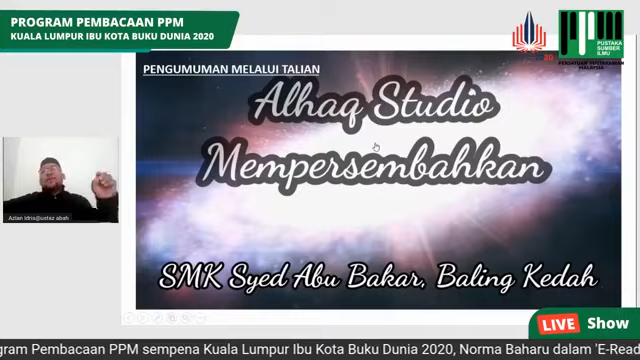 PROGRAM PEMBACAAN PPM
KUALA LUMPUR IBU KOTA BUKU DUNIA 2020
PUSTAKA
SUMBER
ILMU
PERSATUAN PUSTAKAWAN
MALAYSIA
PENGUMUMAN MELALUI TALIAN
Alhaq Studio
Mempersembahkan
SMK Syed Abu Bakar, Baling Kedah
Azlan Idris@ustaz abah
LIVE Show
gram Pembacaan PPM sempena Kuala Lumpur Ibu Kota Buku Dunia 2020, Norma Baharu dalam 'E-Read